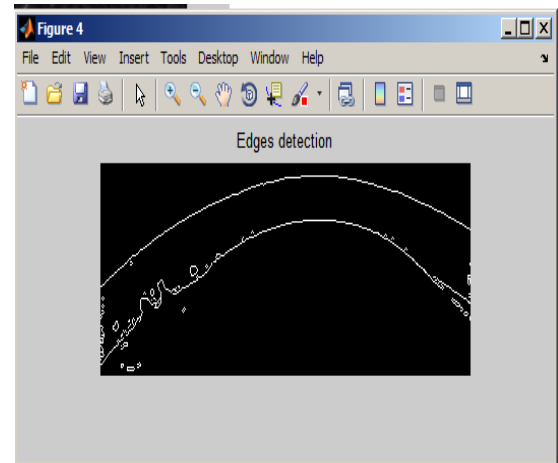 Figure 4
File Edit View Insert Tools Desktop Window Help
Edges detection